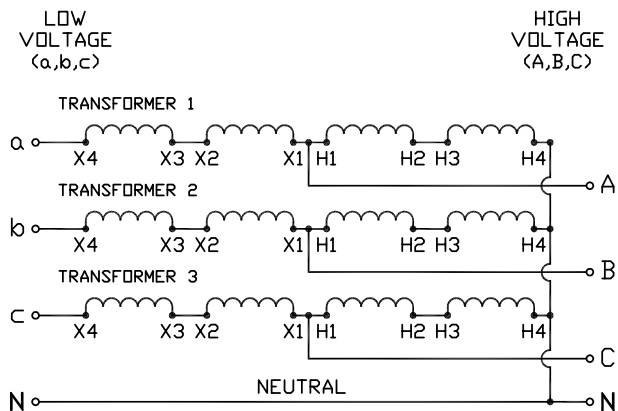 LOW VOLTAGE (a,b,c)
HIGH VOLTAGE (A,B,C)
TRANSFORMER 1
a X4 X3 X2 X1 H1 H2 H3 H4
A
TRANSFORMER 2
b X4 X3 X2 X1 H1 H2 H3 H4
B
TRANSFORMER 3
c X4 X3 X2 X1 H1 H2 H3 H4
C
NEUTRAL
N N